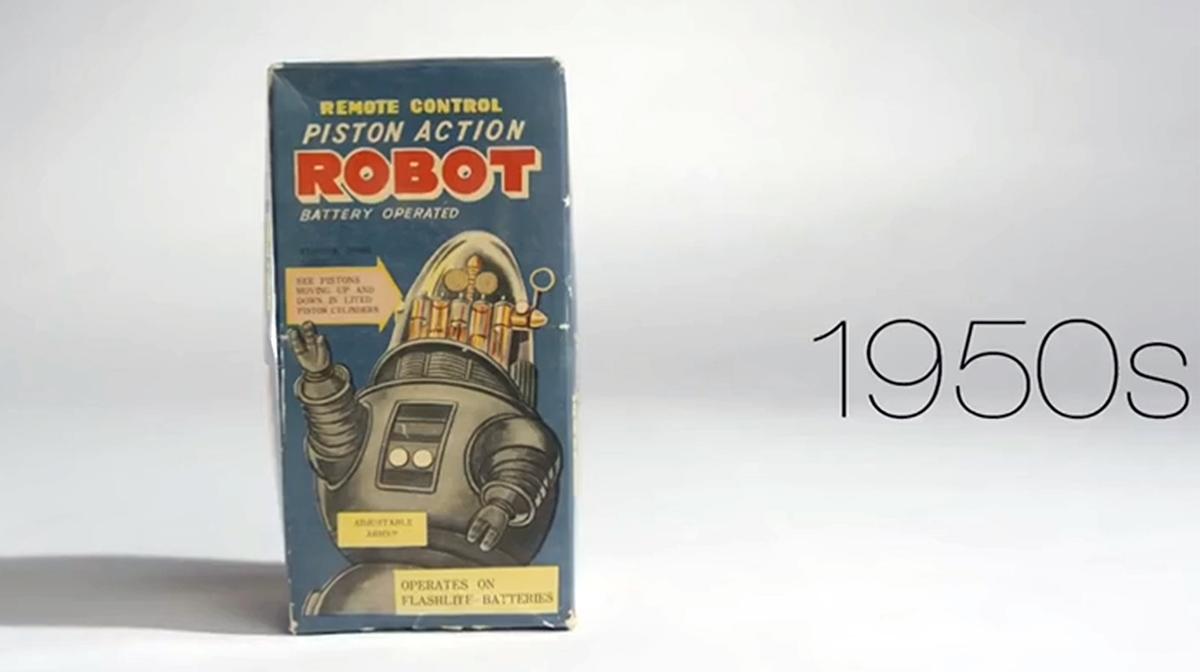 REMOTE CONTROL
PISTON ACTION
ROBOT
BATTERY OPERATED
SEE PISTONS
MOVING UP AND
DOWN IN LITED
PISTON CYLINDERS
ADJUSTABLE
OPERATES ON
FLASHLITE BATTERIES
1950s